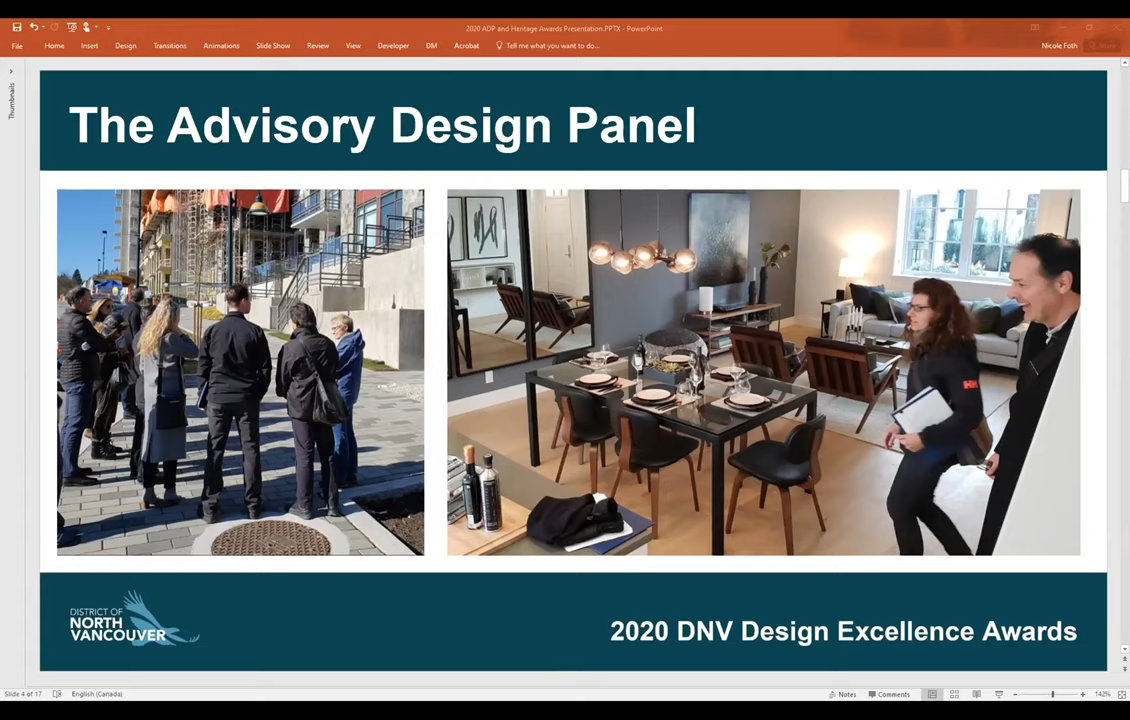 2020 ADP and Heritage Awards Presentation.PPTX - PowerPoint
File Home Insert Design Transitions Animations Slide Show Review View Developer DM Acrobat Tell me what you want to do... Nicole Foth Share
Thumbnails
The Advisory Design Panel
HH
DISTRICT OF
NORTH
VANCOUVER
2020 DNV Design Excellence Awards
Slide 4 of 17 English (Canada) Notes Comments 142%